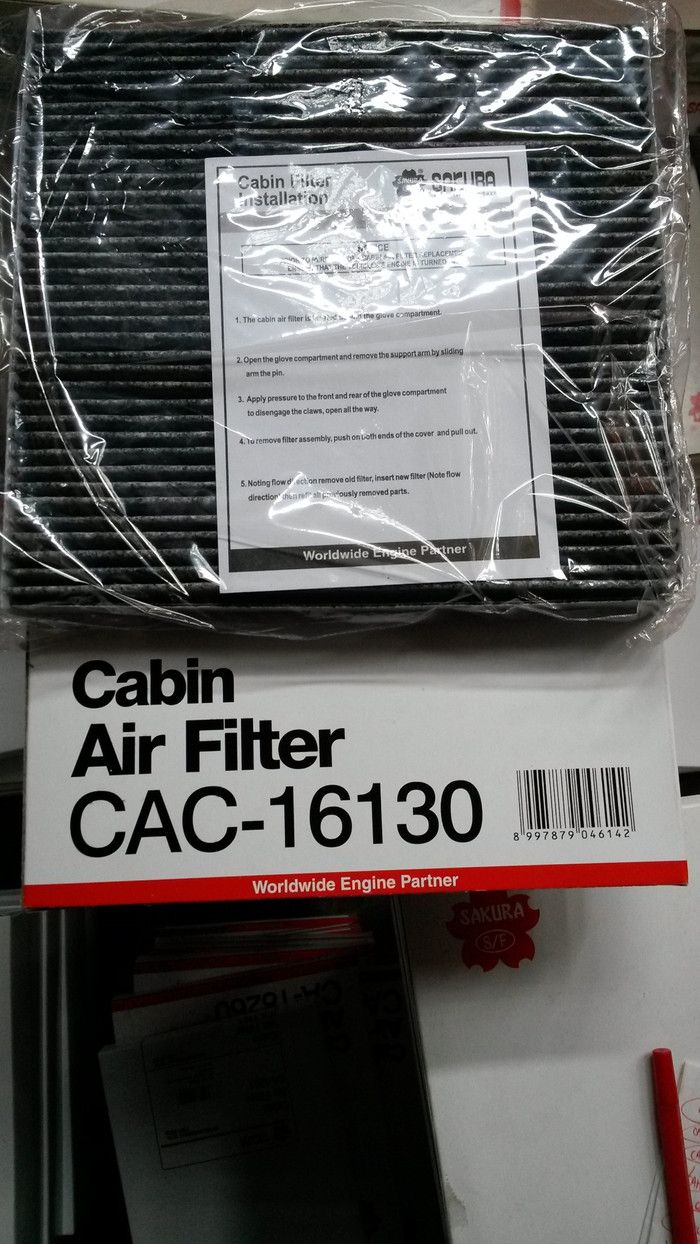 Cabin Filter
Installation
SAKURA
1. The cabin air filter is the glove compartment.
2. Open the glove compartment and remove the support arm by sliding
arm the pin.
3. Apply pressure to the front and rear of the glove compartment
to disengage the claws, open all the way.
4. To remove filter assembly, push on both ends of the cover and pull out.
5. Noting flow direction remove old filter, insert new filter (Note flow
direction) then refit all previously removed parts.
Worldwide Engine Partner
Cabin
Air Filter
CAC-16130
8 997879 046142
Worldwide Engine Partner
SAKURA
S/F